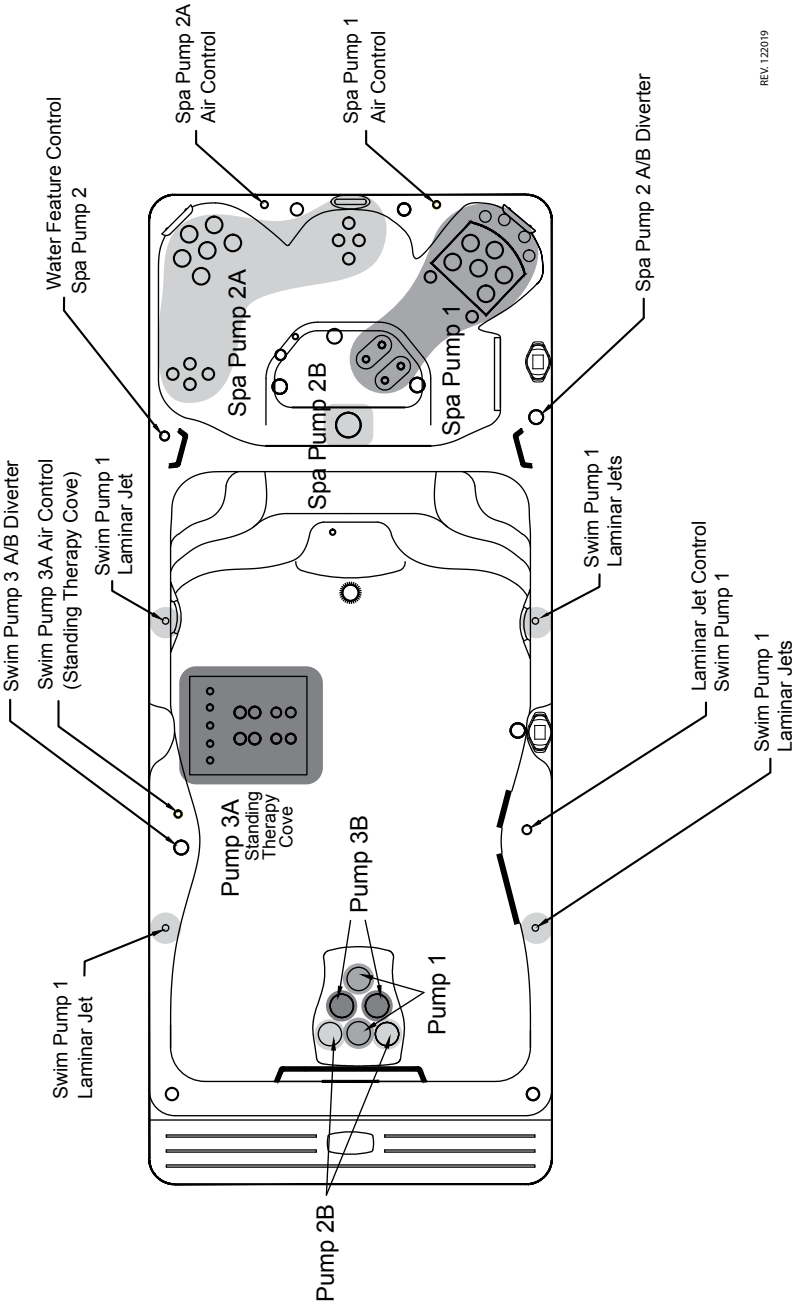 Swim Pump 1
Laminar Jet
Swim Pump 3 A/B Diverter
Swim Pump 3A Air Control
(Standing Therapy Cove)
Swim Pump 1
Laminar Jet
Water Feature Control
Spa Pump 2
Spa Pump 2A
Air Control
Spa Pump 1
Air Control
Pump 2B
Pump 1
Pump 3B
Pump 3A
Standing
Therapy
Cove
Spa Pump 2B
Spa Pump 2A
Spa Pump 1
Swim Pump 1
Laminar Jets
Laminar Jet Control
Swim Pump 1
Swim Pump 1
Laminar Jets
Spa Pump 2 A/B Diverter
REV. 122019